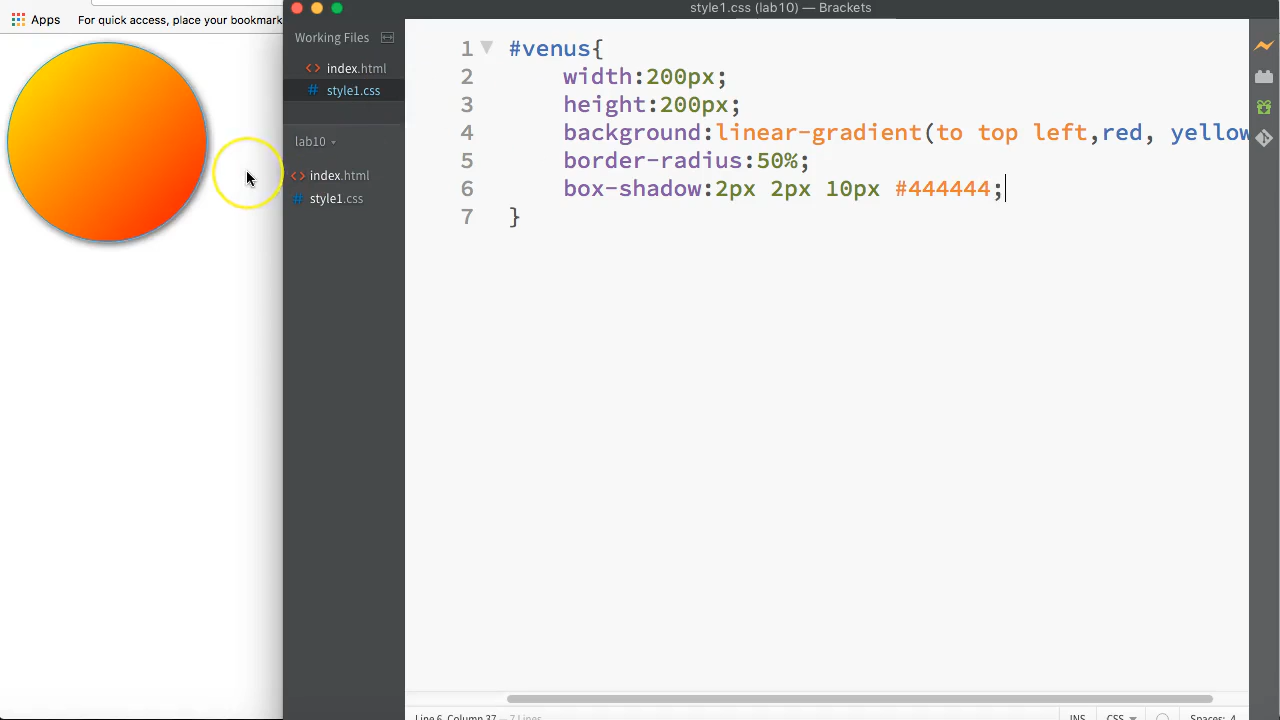 style1.css (lab10) — Brackets
Apps For quick access, place your bookmark
Working Files
<> index.html
# style1.css
lab10
<> index.html
# style1.css
1 #venus{
2 width:200px;
3 height:200px;
4 background:linear-gradient(to top left,red, yellow
5 border-radius:50%;
6 box-shadow:2px 2px 10px #444444;
7 }
Line 6, Column 37 — 7 Lines
INS CSS Spaces: 4